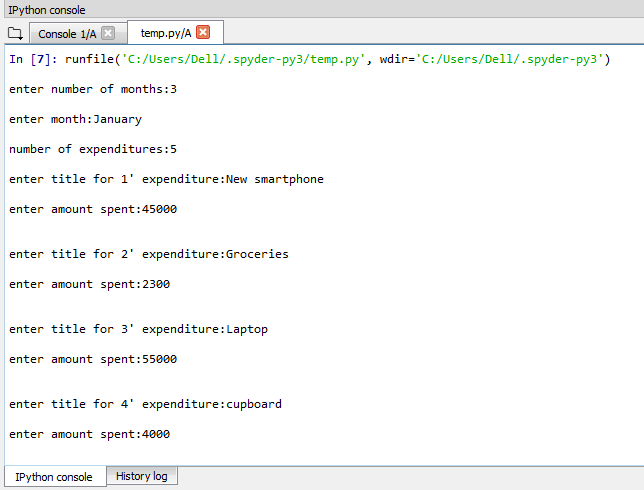 IPython console
Console 1/A
temp.py/A
In [7]: runfile('C:/Users/Dell/.spyder-py3/temp.py', wdir='C:/Users/Dell/.spyder-py3')
enter number of months:3
enter month:January
number of expenditures:5
enter title for 1' expenditure:New smartphone
enter amount spent:45000
enter title for 2' expenditure:Groceries
enter amount spent:2300
enter title for 3' expenditure:Laptop
enter amount spent:55000
enter title for 4' expenditure:cupboard
enter amount spent:4000
IPython console
History log